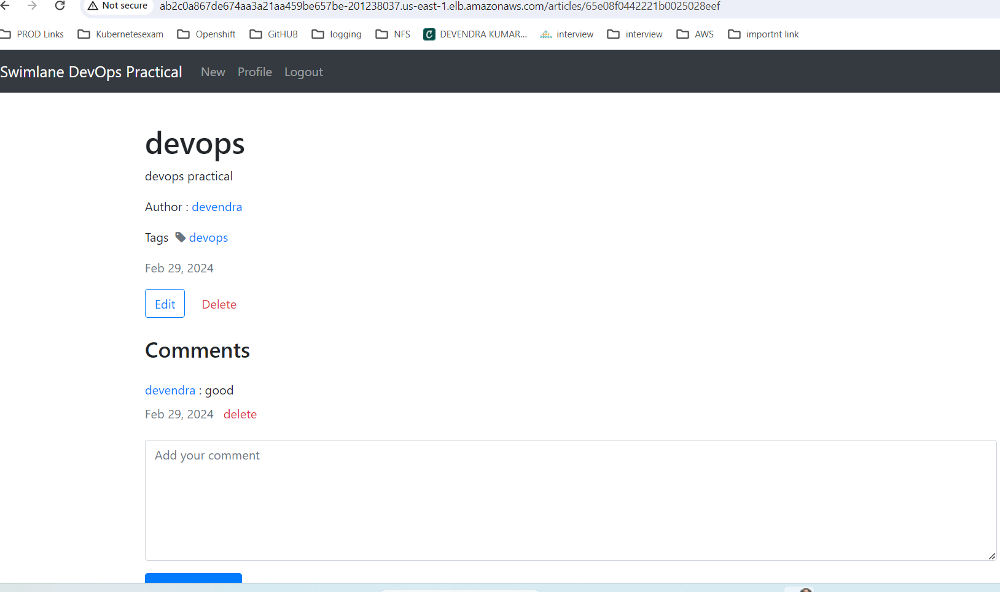 Not secure ab2c0a867de674aa3a21aa459be657be-201238037.us-east-1.elb.amazonaws.com/articles/65e08f0442221b0025028eef
PROD Links Kubernetesexam Openshift GitHUB logging NFS DEVENDRA KUMAR... interview interview AWS importnt link
Swimlane DevOps Practical New Profile Logout
devops
devops practical
Author : devendra
Tags devops
Feb 29, 2024
Edit Delete
Comments
devendra : good
Feb 29, 2024 delete
Add your comment